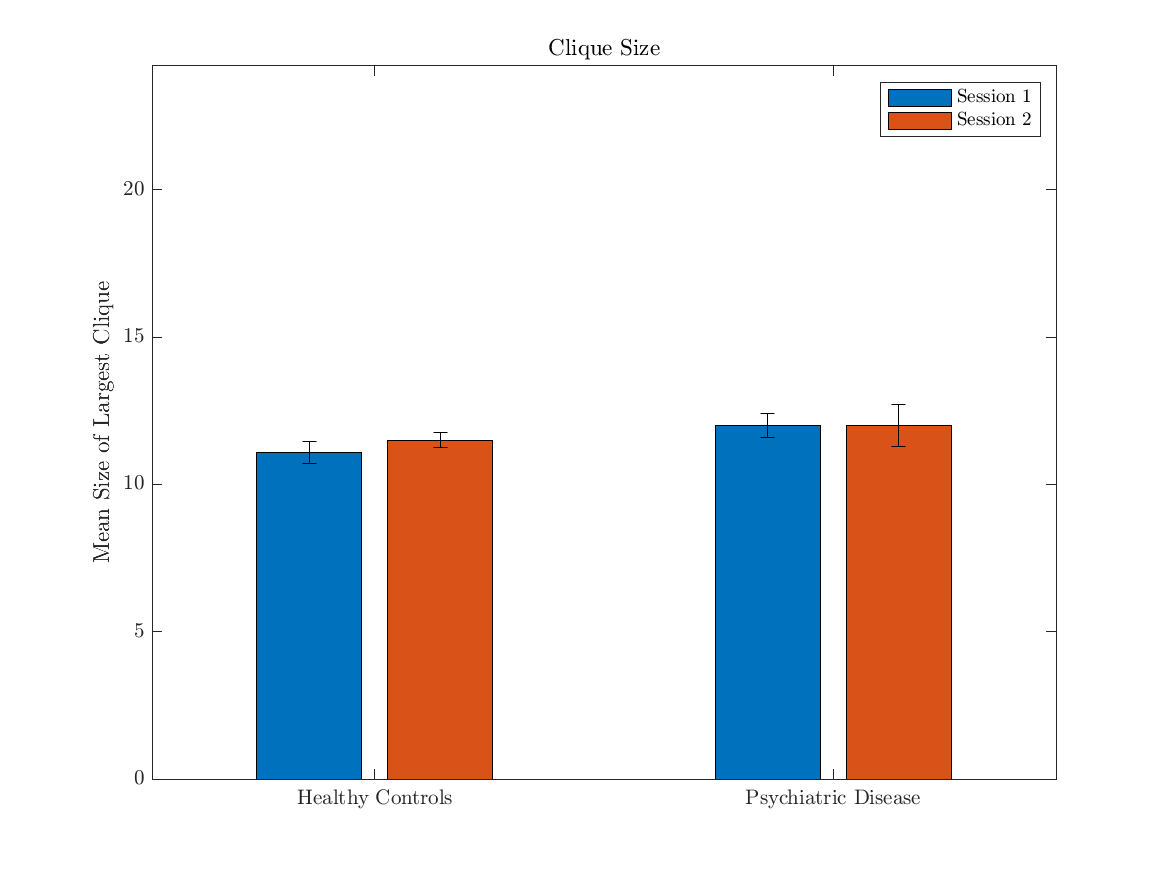 Clique Size
Session 1
Session 2
Mean Size of Largest Clique
20
15
10
5
0
Healthy Controls
Psychiatric Disease